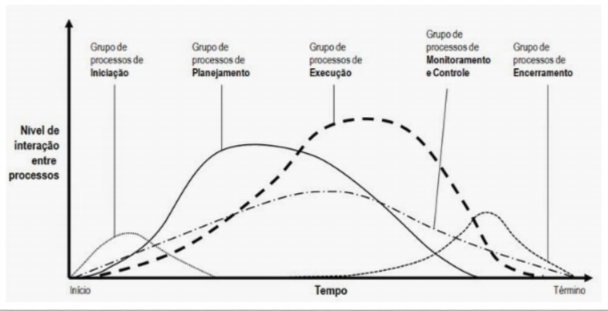 Grupo de
processos de
Iniciação
Grupo de
processos de
Planejamento
Grupo de
processos de
Execução
Grupo de
processos de
Monitoramento
e Controle
Grupo de
processos de
Encerramento
Nível de
interação
entre
processos
Início
Tempo
Término